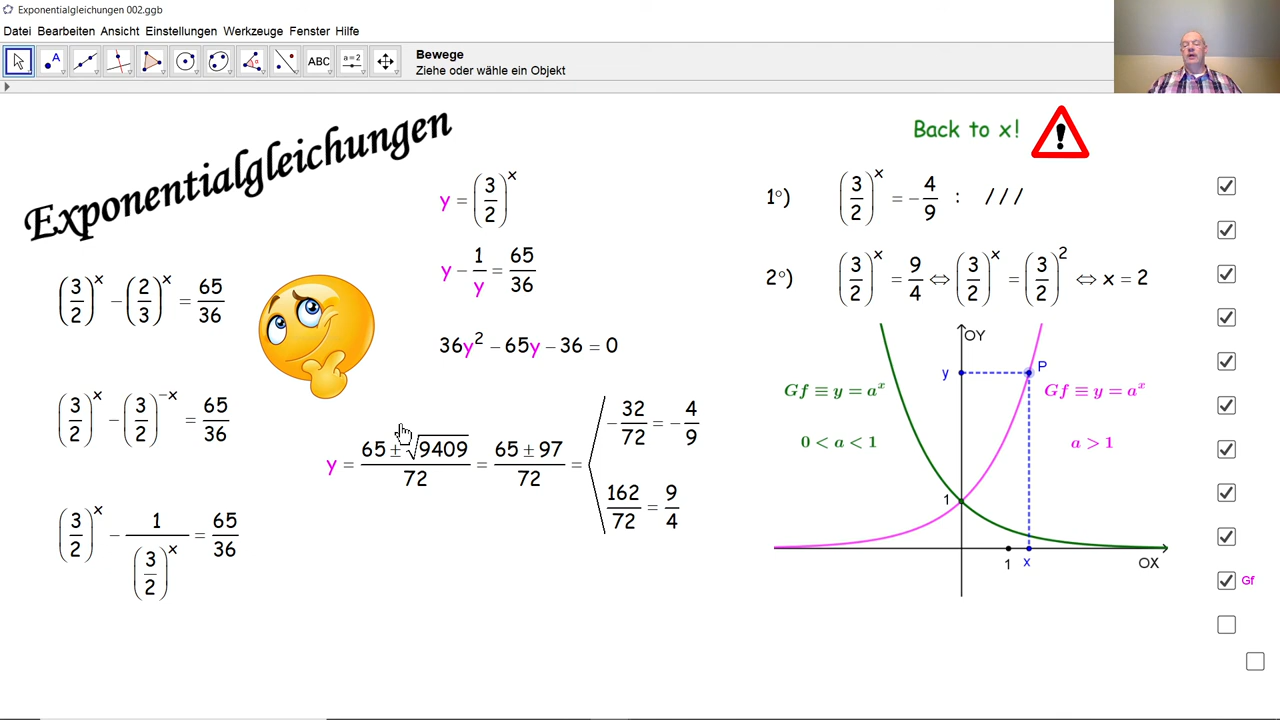 Exponentialgleichungen 002.ggb
Datei Bearbeiten Ansicht Einstellungen Werkzeuge Fenster Hilfe
A
ABC
a=2
Bewege
Ziehe oder wähle ein Objekt
Exponentialgleichungen
(3/2)^x − (2/3)^x = 65/36
(3/2)^x − (3/2)^−x = 65/36
(3/2)^x − 1/(3/2)^x = 65/36
y = (3/2)^x
y − 1/y = 65/36
36y² − 65y − 36 = 0
y = (65 ± √9409)/72 = (65 ± 97)/72 =
−32/72 = −4/9
162/72 = 9/4
Back to x!
1°) (3/2)^x = −4/9 : ///
2°) (3/2)^x = 9/4 ⇔ (3/2)^x = (3/2)^2 ⇔ x = 2
OY
y
P
Gf ≡ y = a^x
0 < a < 1
Gf ≡ y = a^x
a > 1
1
1
x
OX
Gf